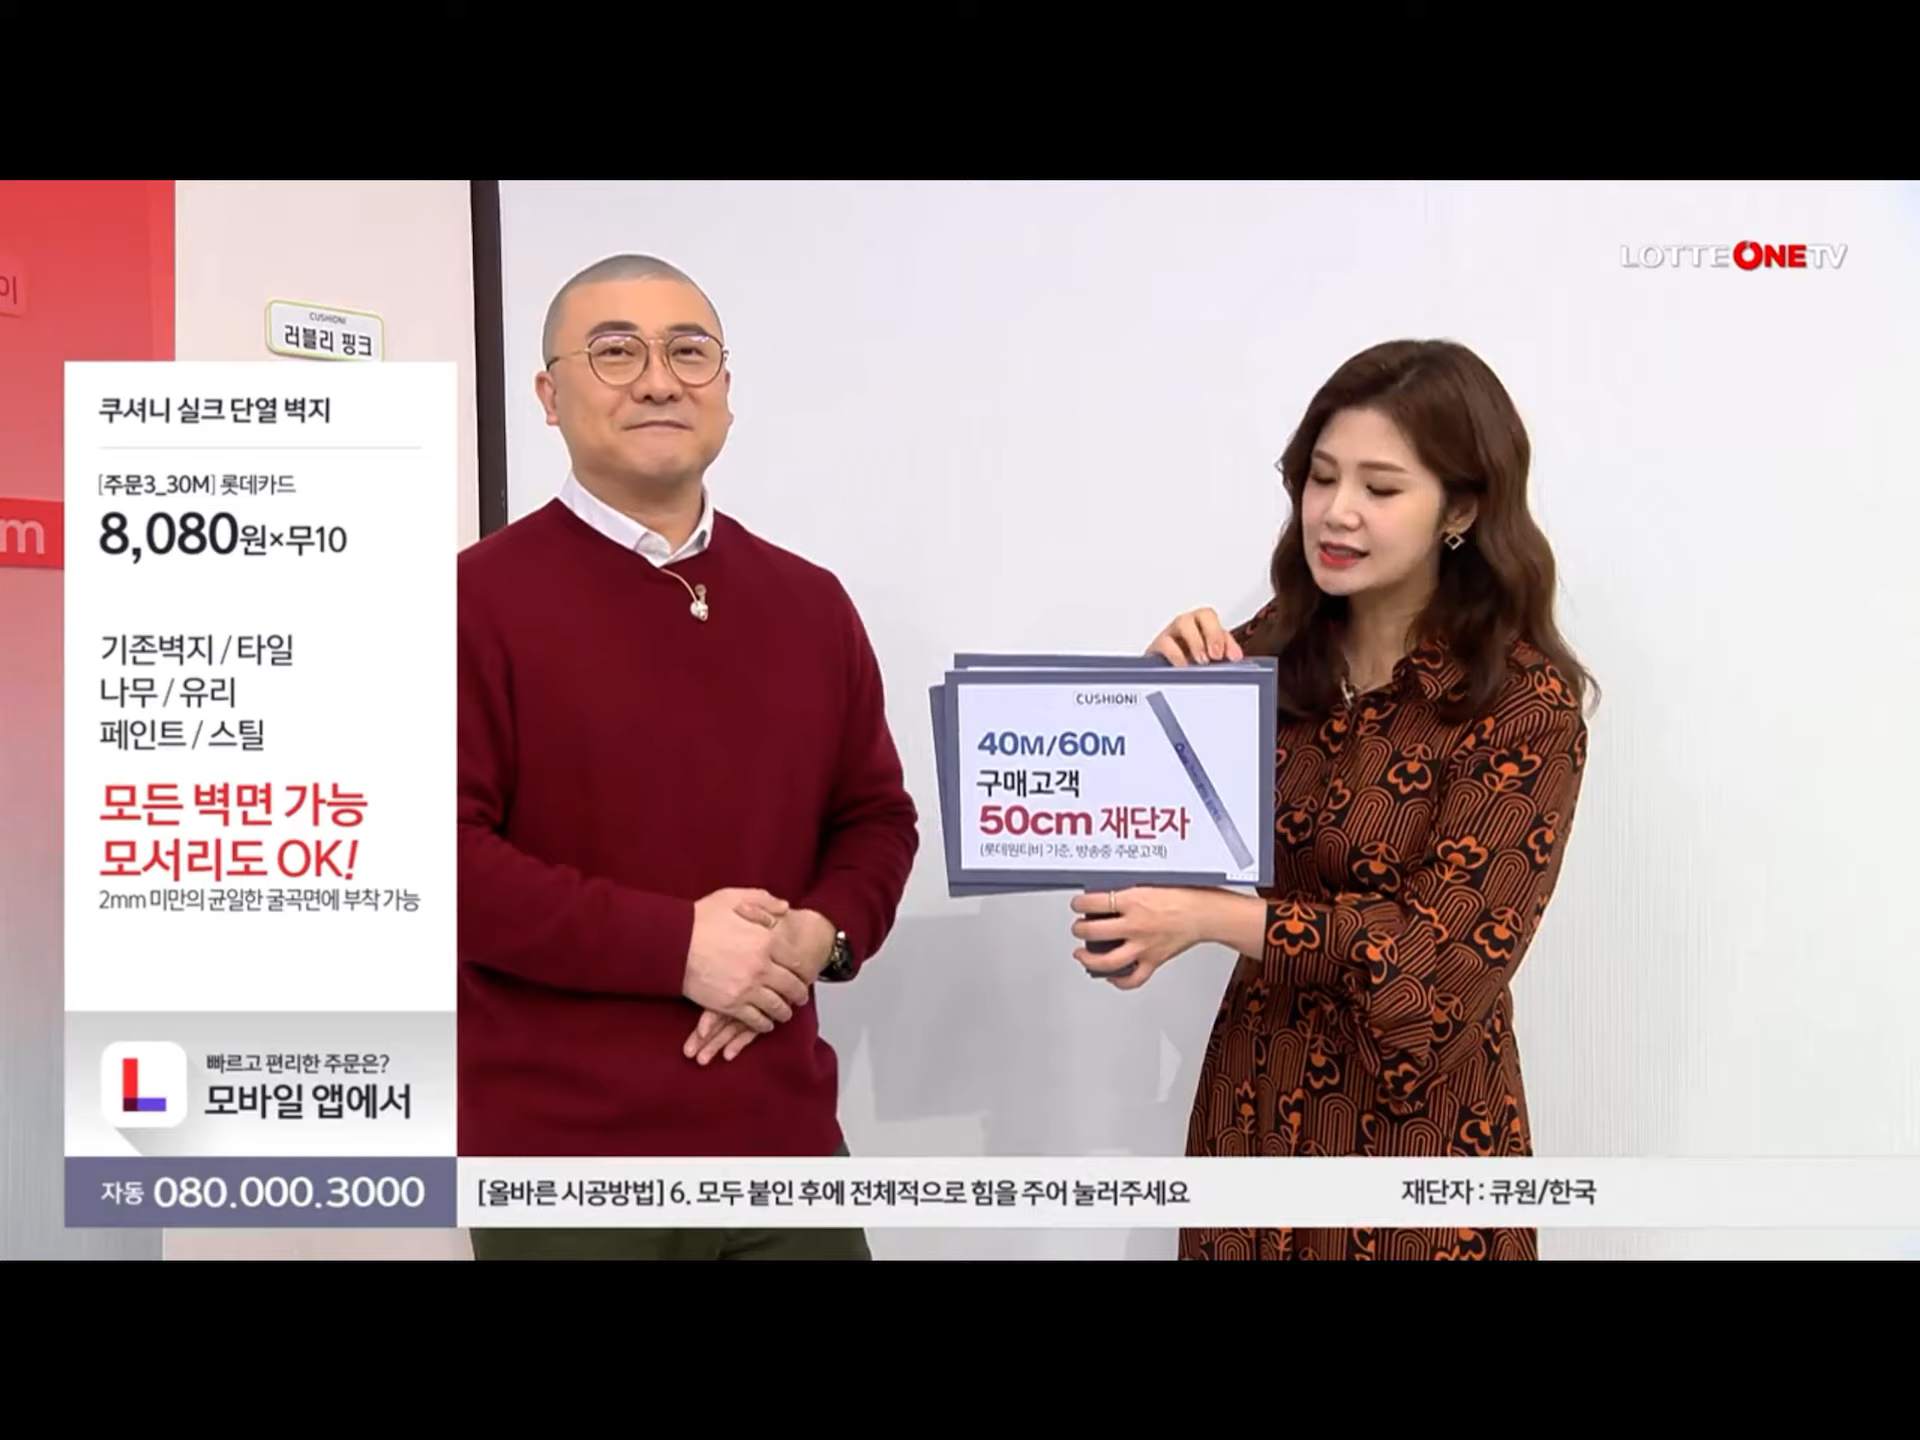 LOTTE ONE TV
이
CUSHIONI
러블리 핑크
m
쿠셔니 실크 단열 벽지
[주문3_30M] 롯데카드
8,080원×무10
기존벽지 / 타일
나무 / 유리
페인트 / 스틸
모든 벽면 가능
모서리도 OK!
2mm 미만의 균일한 굴곡면에 부착 가능
CUSHIONI
40M/60M
구매고객
50cm 재단자
(롯데원티비 기준, 방송중 주문고객)
빠르고 편리한 주문은?
모바일 앱에서
자동 080.000.3000
[올바른 시공방법] 6. 모두 붙인 후에 전체적으로 힘을 주어 눌러주세요
재단자 : 큐원/한국